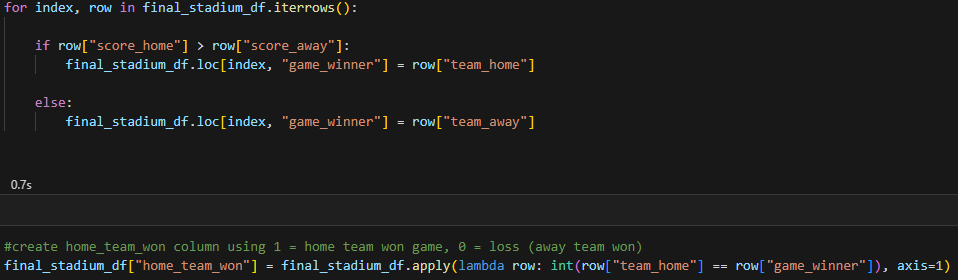 for index, row in final_stadium_df.iterrows():
if row["score_home"] > row["score_away"]:
final_stadium_df.loc[index, "game_winner"] = row["team_home"]
else:
final_stadium_df.loc[index, "game_winner"] = row["team_away"]
0.7s
#create home_team_won column using 1 = home team won game, 0 = loss (away team won)
final_stadium_df["home_team_won"] = final_stadium_df.apply(lambda row: int(row["team_home"] == row["game_winner"]), axis=1)